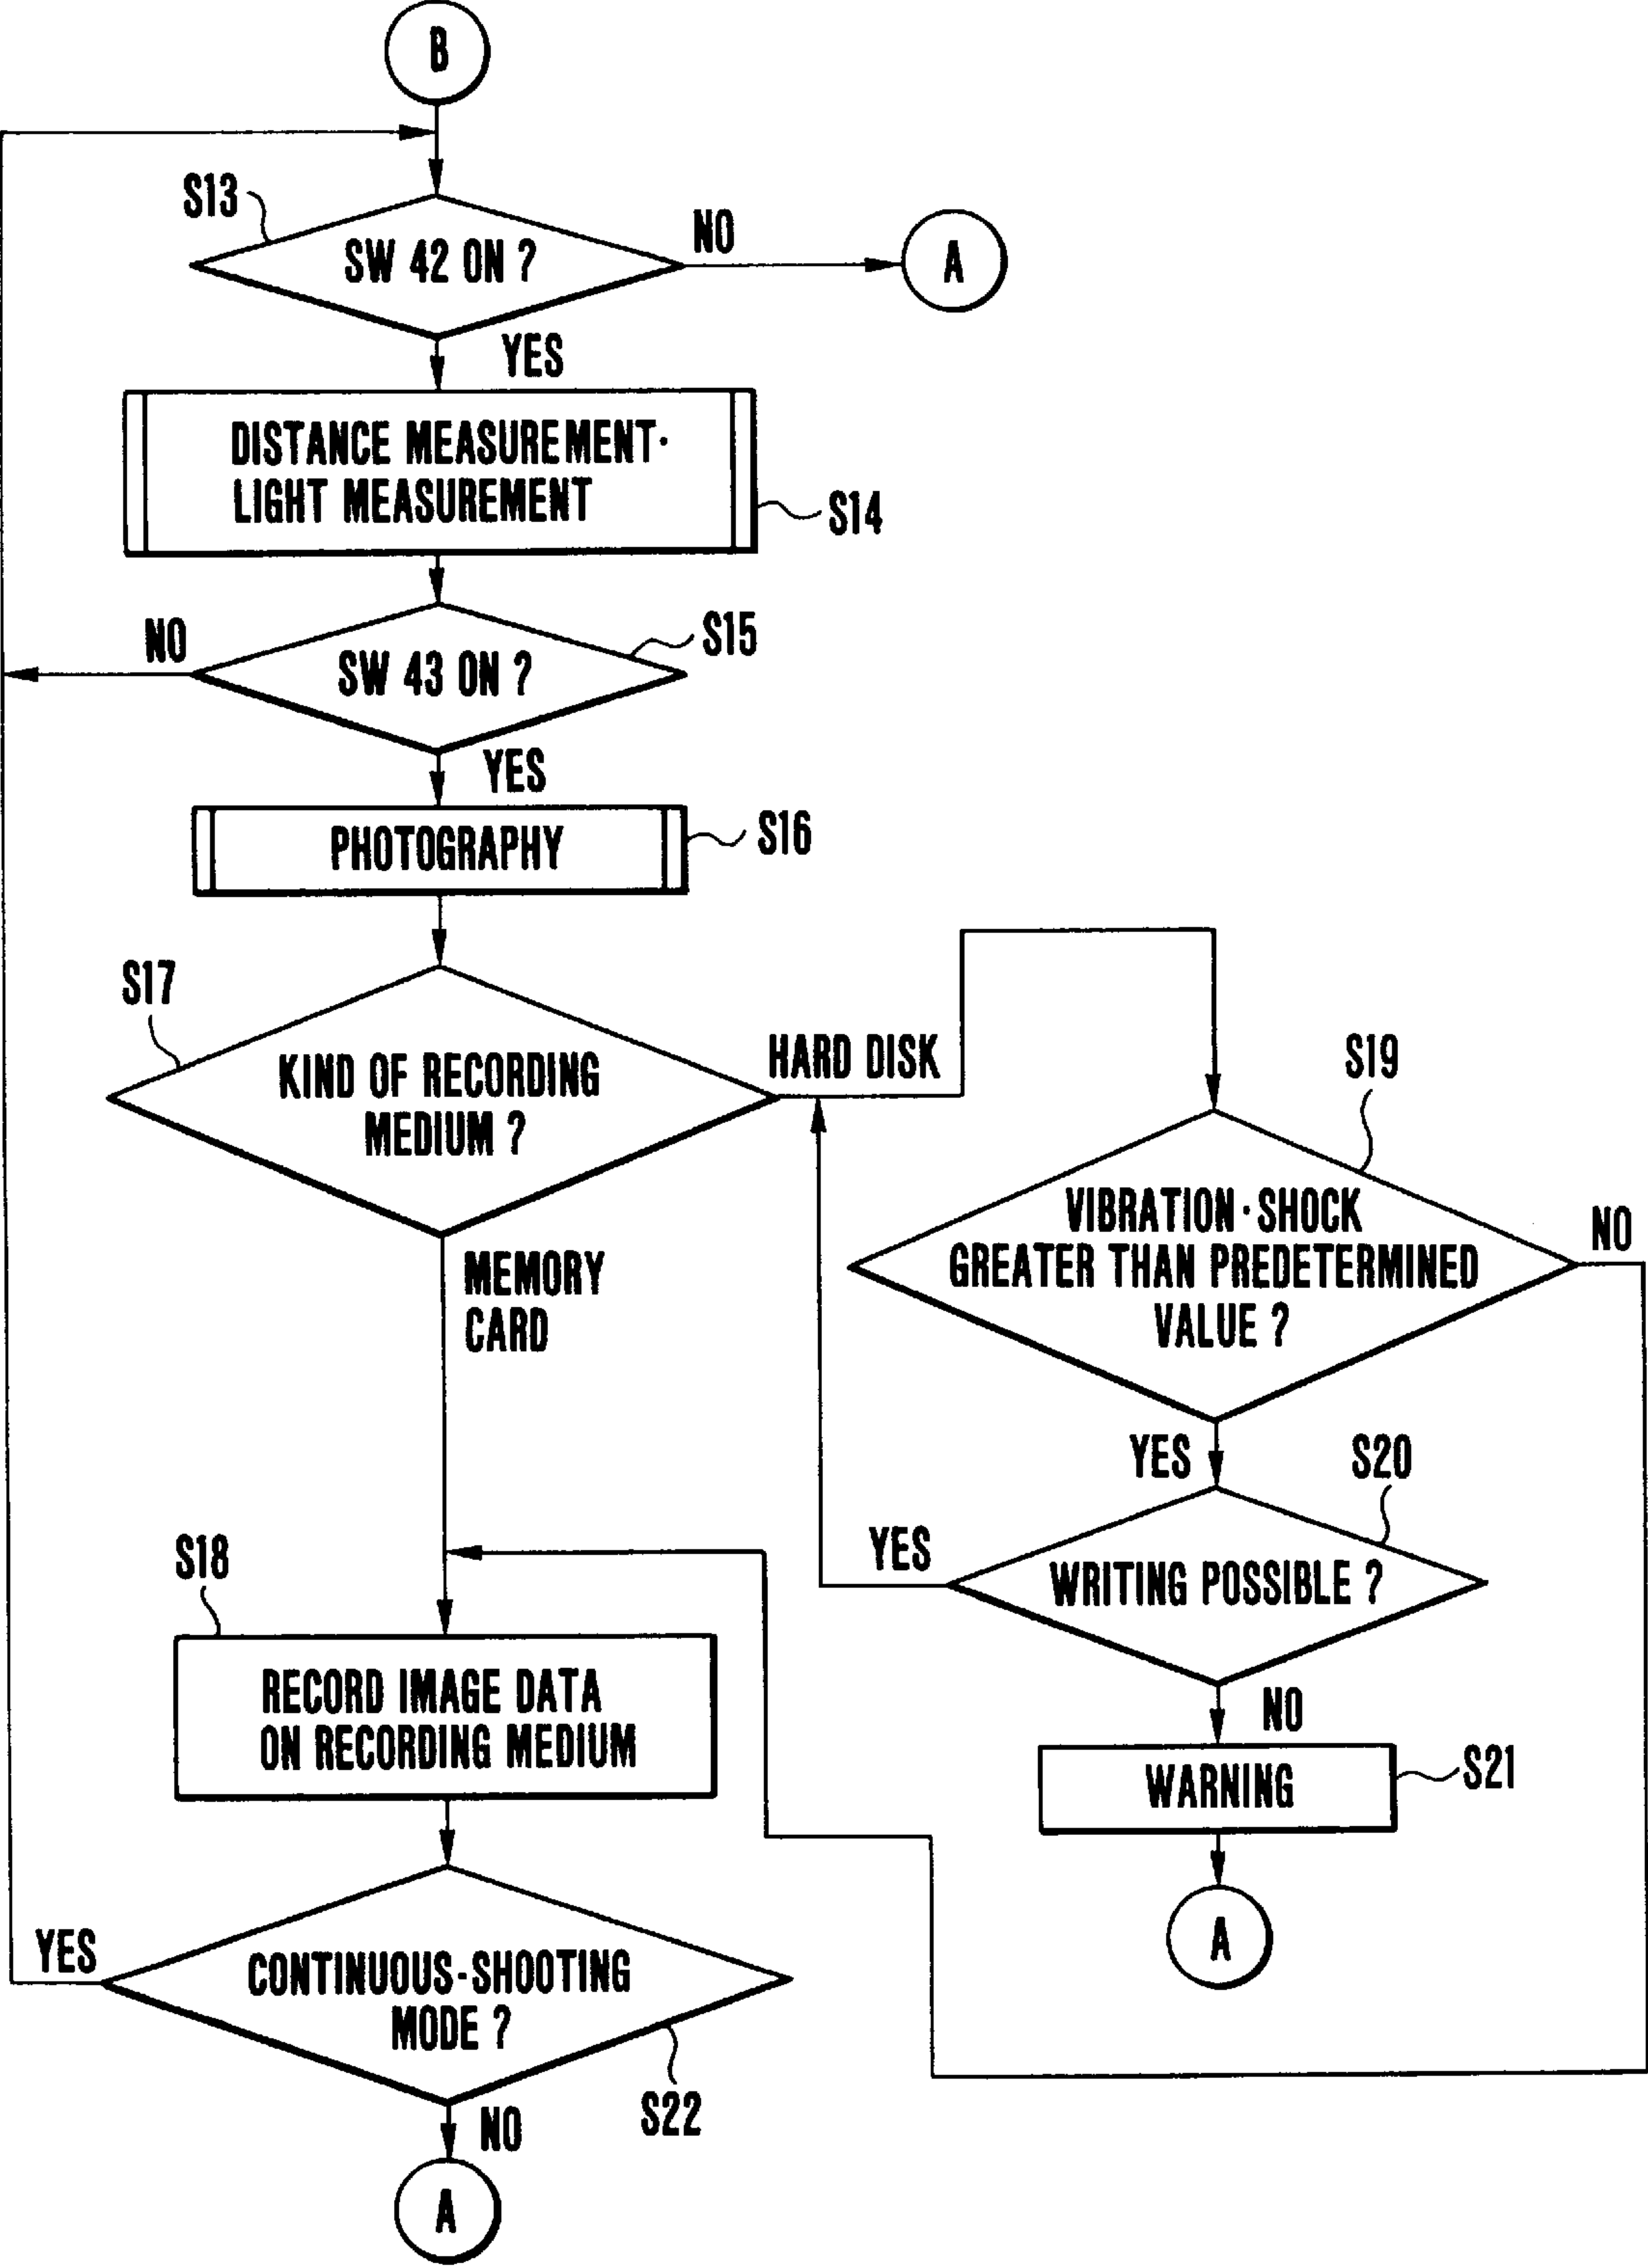 B
S13
SW 42 ON ?
NO
A
YES
DISTANCE MEASUREMENT·
LIGHT MEASUREMENT
S14
NO
SW 43 ON ?
S15
YES
PHOTOGRAPHY
S16
S17
KIND OF RECORDING
MEDIUM ?
HARD DISK
MEMORY
CARD
S19
VIBRATION·SHOCK
GREATER THAN PREDETERMINED
VALUE ?
NO
YES
S20
YES
WRITING POSSIBLE ?
NO
WARNING
S21
A
S18
RECORD IMAGE DATA
ON RECORDING MEDIUM
YES
CONTINUOUS-SHOOTING
MODE ?
S22
NO
A